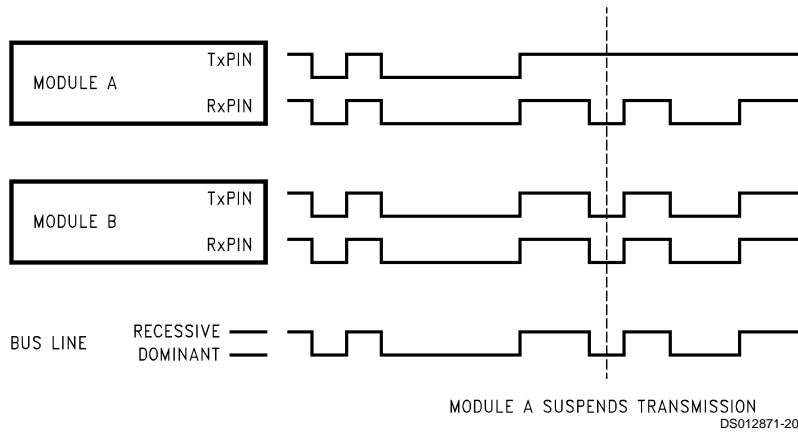 TxPIN
MODULE A
RxPIN
TxPIN
MODULE B
RxPIN
RECESSIVE
BUS LINE
DOMINANT
MODULE A SUSPENDS TRANSMISSION
DS012871-20